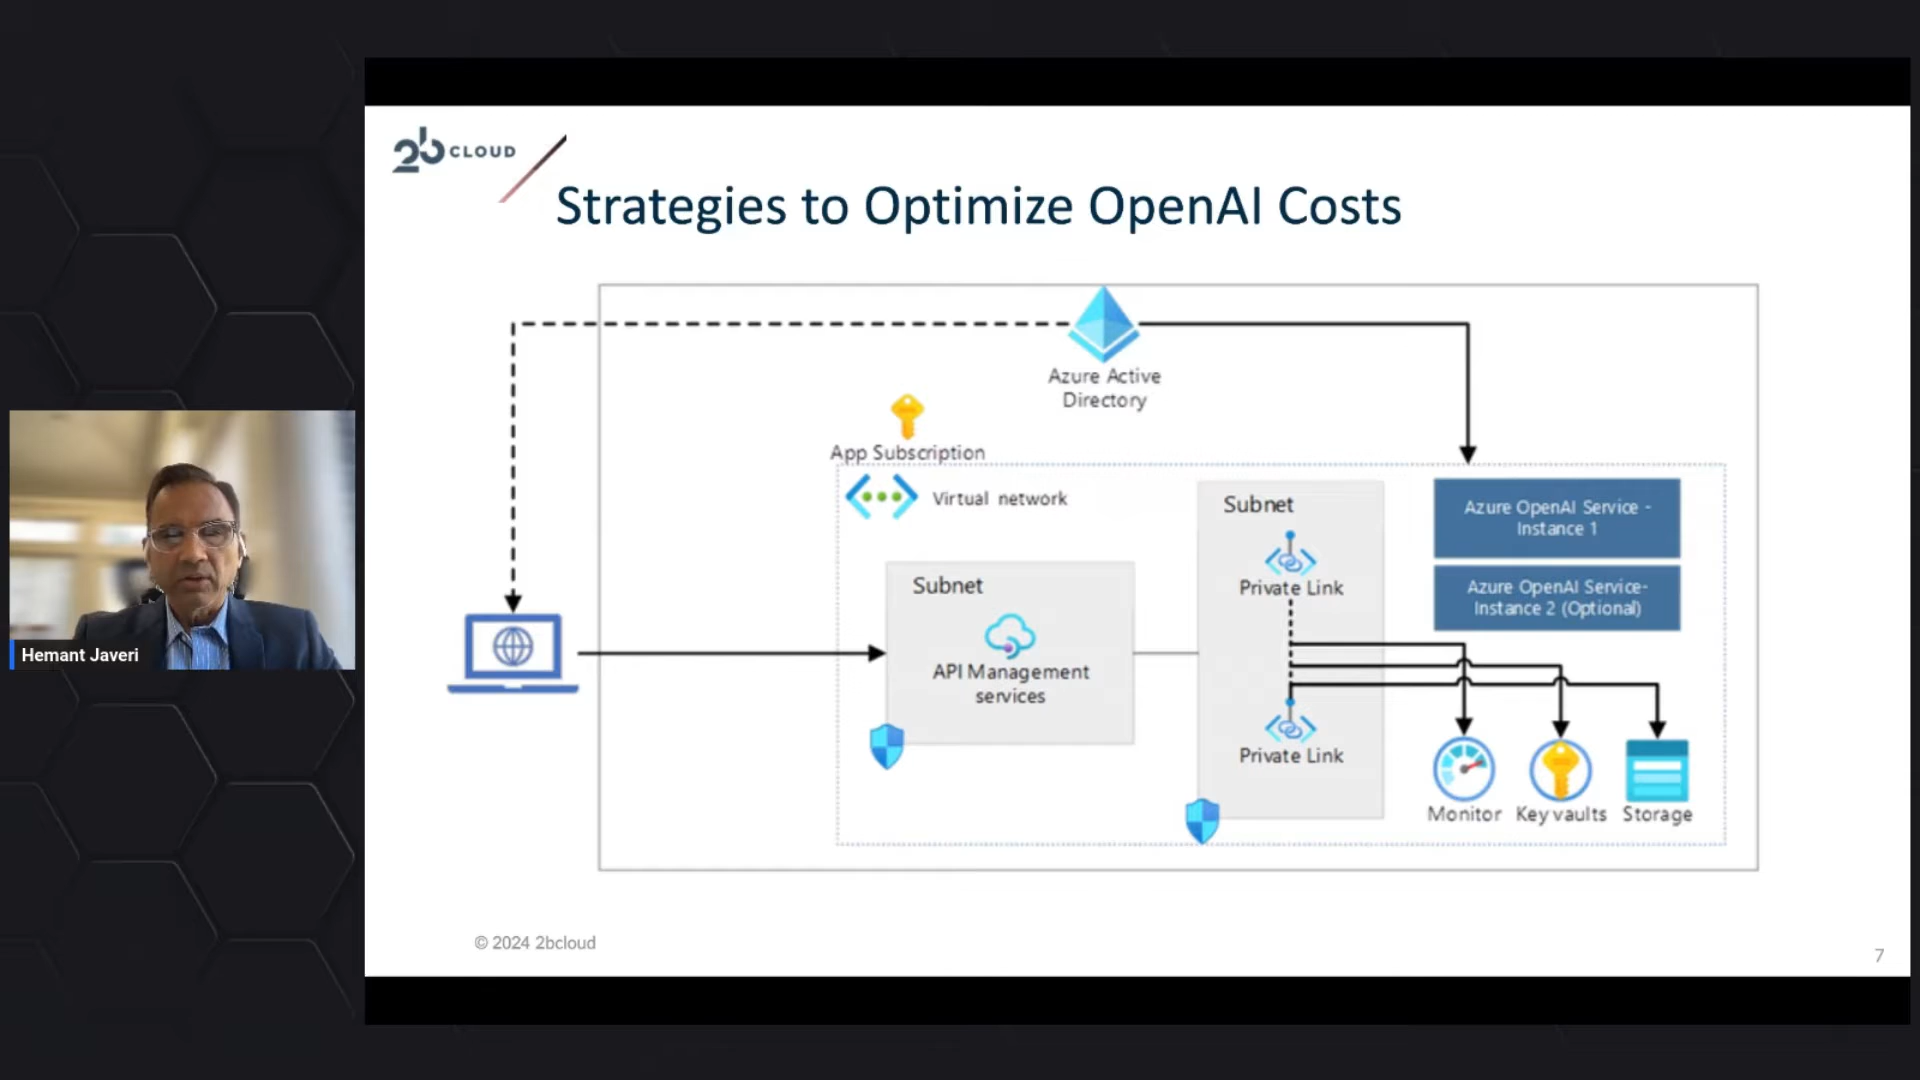 2b CLOUD
Strategies to Optimize OpenAI Costs
Azure Active
Directory
App Subscription
Virtual network
Subnet
API Management
services
Subnet
Private Link
Private Link
Azure OpenAI Service -
Instance 1
Azure OpenAI Service-
Instance 2 (Optional)
Monitor
Key vaults
Storage
Hemant Javeri
© 2024 2bcloud
7